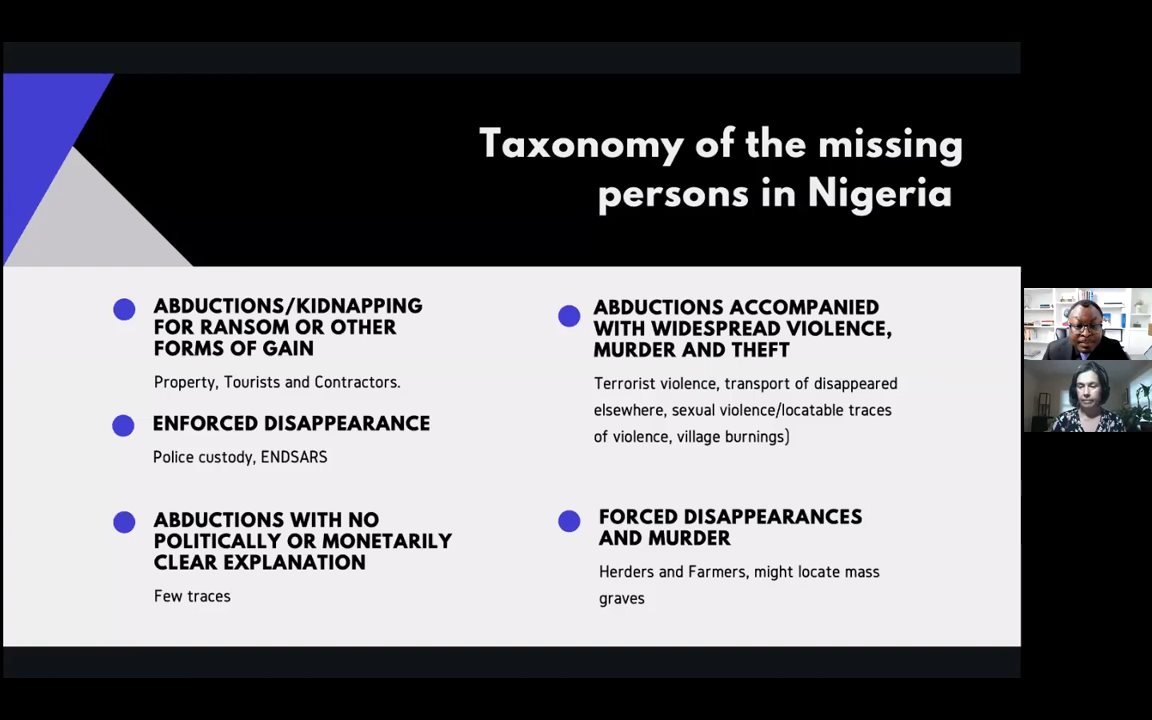 Taxonomy of the missing
persons in Nigeria
ABDUCTIONS/KIDNAPPING
FOR RANSOM OR OTHER
FORMS OF GAIN
Property, Tourists and Contractors.
ENFORCED DISAPPEARANCE
Police custody, ENDSARS
ABDUCTIONS WITH NO
POLITICALLY OR MONETARILY
CLEAR EXPLANATION
Few traces
ABDUCTIONS ACCOMPANIED
WITH WIDESPREAD VIOLENCE,
MURDER AND THEFT
Terrorist violence, transport of disappeared
elsewhere, sexual violence/locatable traces
of violence, village burnings)
FORCED DISAPPEARANCES
AND MURDER
Herders and Farmers, might locate mass
graves